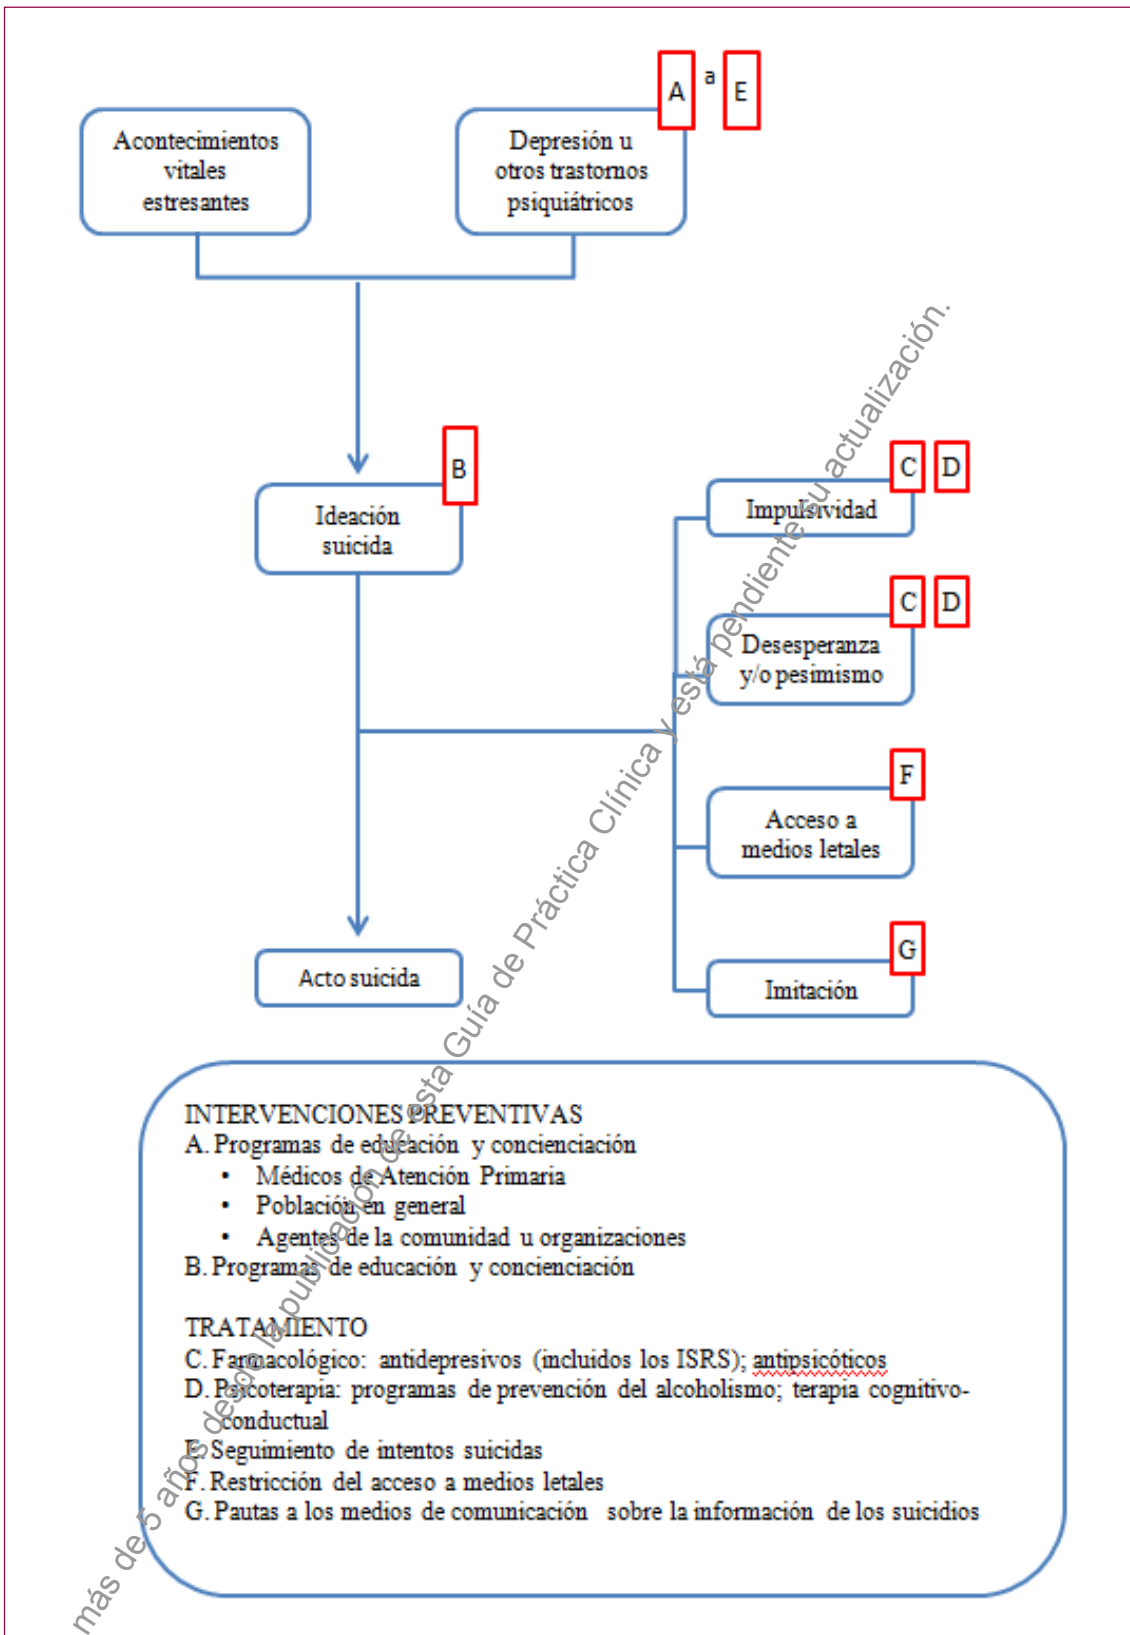 A a E
Acontecimientos
vitales
estresantes
Depresión u
otros trastornos
psiquiátricos
B
Ideación
suicida
C D
Impulsividad
C D
Desesperanza
y/o pesimismo
F
Acceso a
medios letales
G
Imitación
Acto suicida
INTERVENCIONES PREVENTIVAS
A. Programas de educación y concienciación
• Médicos de Atención Primaria
• Población en general
• Agentes de la comunidad u organizaciones
B. Programas de educación y concienciación
TRATAMIENTO
C. Farmacológico: antidepresivos (incluidos los ISRS); antipsicóticos
D. Psicoterapia: programas de prevención del alcoholismo; terapia cognitivo-
conductual
E. Seguimiento de intentos suicidas
F. Restricción del acceso a medios letales
G. Pautas a los medios de comunicación sobre la información de los suicidios
más de 5 años desde la publicación de esta Guía de Práctica Clínica y está pendiente su actualización.